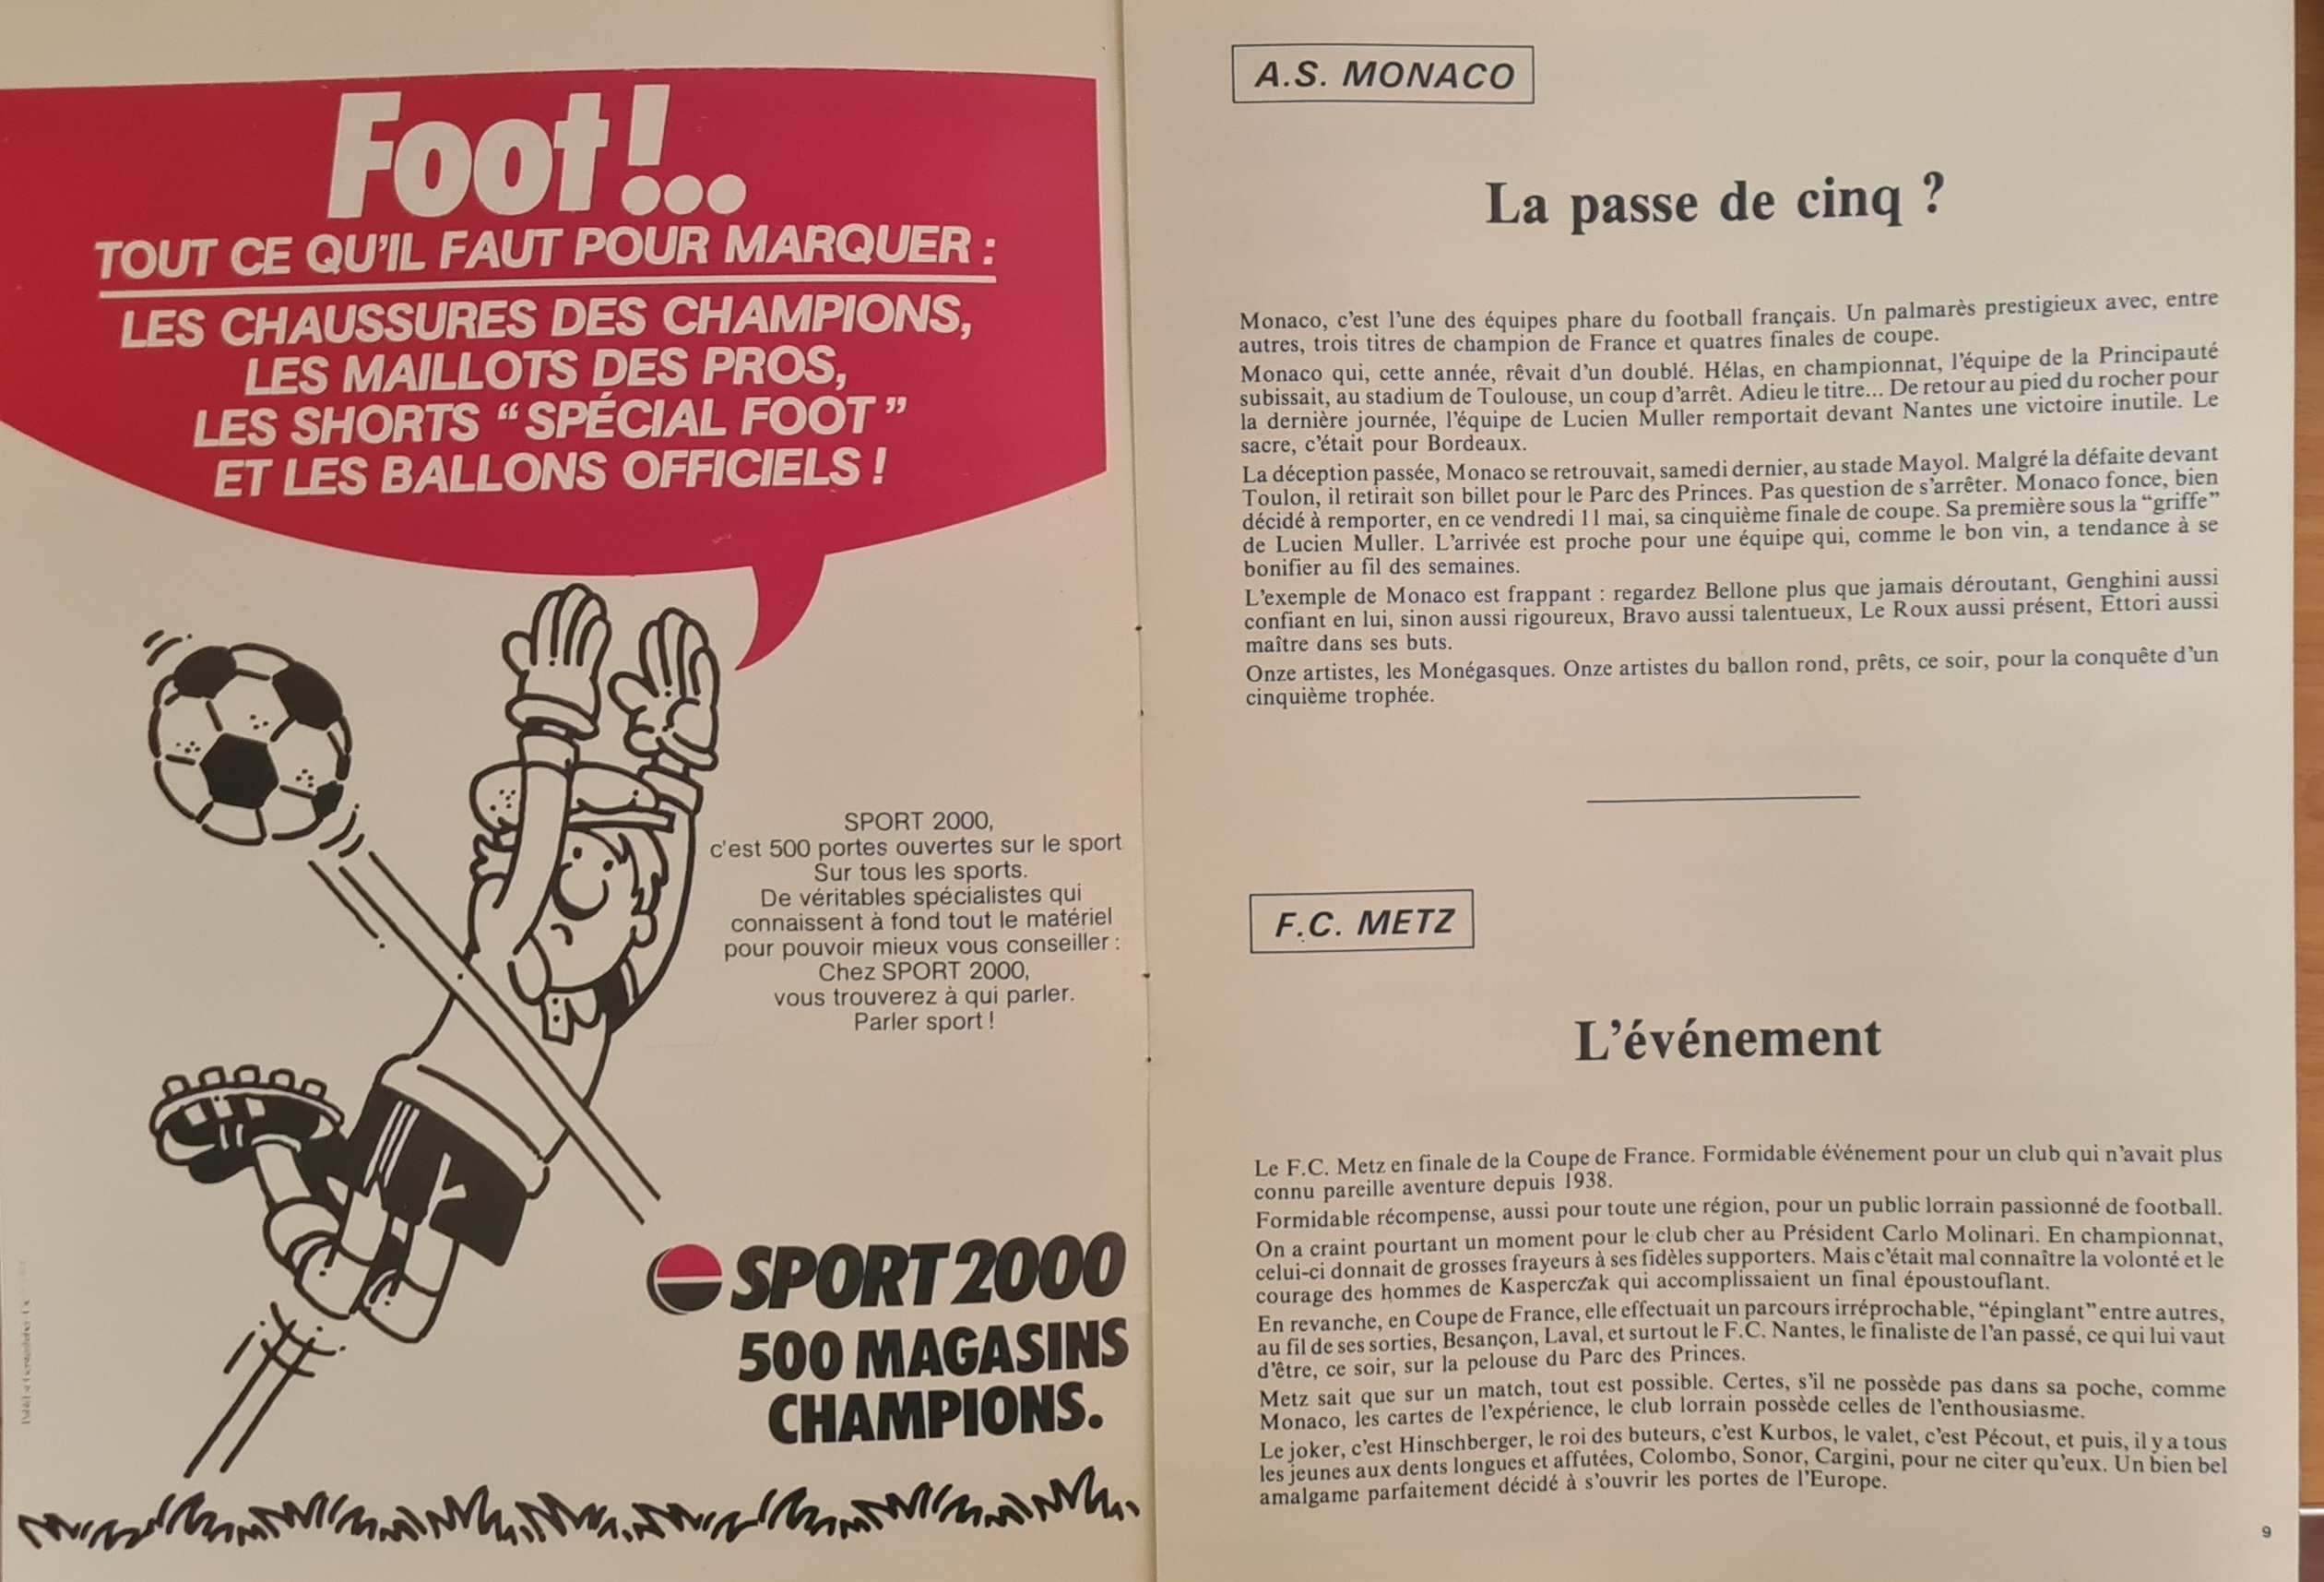 Foot!...
TOUT CE QU'IL FAUT POUR MARQUER :
LES CHAUSSURES DES CHAMPIONS,
LES MAILLOTS DES PROS,
LES SHORTS “SPÉCIAL FOOT”
ET LES BALLONS OFFICIELS !
SPORT 2000,
c'est 500 portes ouvertes sur le sport
Sur tous les sports.
De véritables spécialistes qui
connaissent à fond tout le matériel
pour pouvoir mieux vous conseiller :
Chez SPORT 2000,
vous trouverez à qui parler.
Parler sport !
SPORT 2000
500 MAGASINS
CHAMPIONS.
A.S. MONACO
La passe de cinq ?
Monaco, c'est l'une des équipes phare du football français. Un palmarès prestigieux avec, entre
autres, trois titres de champion de France et quatres finales de coupe.
Monaco qui, cette année, rêvait d'un doublé. Hélas, en championnat, l'équipe de la Principauté
subissait, au stadium de Toulouse, un coup d'arrêt. Adieu le titre... De retour au pied du rocher pour
la dernière journée, l'équipe de Lucien Muller remportait devant Nantes une victoire inutile. Le
sacre, c'était pour Bordeaux.
La déception passée, Monaco se retrouvait, samedi dernier, au stade Mayol. Malgré la défaite devant
Toulon, il retirait son billet pour le Parc des Princes. Pas question de s'arrêter. Monaco fonce, bien
décidé à remporter, en ce vendredi 11 mai, sa cinquième finale de coupe. Sa première sous la “griffe”
de Lucien Muller. L'arrivée est proche pour une équipe qui, comme le bon vin, a tendance à se
bonifier au fil des semaines.
L'exemple de Monaco est frappant : regardez Bellone plus que jamais déroutant, Genghini aussi
confiant en lui, sinon aussi rigoureux, Bravo aussi talentueux, Le Roux aussi présent, Ettori aussi
maître dans ses buts.
Onze artistes, les Monégasques. Onze artistes du ballon rond, prêts, ce soir, pour la conquête d'un
cinquième trophée.
F.C. METZ
L'événement
Le F.C. Metz en finale de la Coupe de France. Formidable événement pour un club qui n'avait plus
connu pareille aventure depuis 1938.
Formidable récompense, aussi pour toute une région, pour un public lorrain passionné de football.
On a craint pourtant un moment pour le club cher au Président Carlo Molinari. En championnat,
celui-ci donnait de grosses frayeurs à ses fidèles supporters. Mais c'était mal connaître la volonté et le
courage des hommes de Kasperczak qui accomplissaient un final époustouflant.
En revanche, en Coupe de France, elle effectuait un parcours irréprochable, “épinglant” entre autres,
au fil de ses sorties, Besançon, Laval, et surtout le F.C. Nantes, le finaliste de l'an passé, ce qui lui vaut
d'être, ce soir, sur la pelouse du Parc des Princes.
Metz sait que sur un match, tout est possible. Certes, s'il ne possède pas dans sa poche, comme
Monaco, les cartes de l'expérience, le club lorrain possède celles de l'enthousiasme.
Le joker, c'est Hinschberger, le roi des buteurs, c'est Kurbos, le valet, c'est Pécout, et puis, il y a tous
les jeunes aux dents longues et affutées, Colombo, Sonor, Cargini, pour ne citer qu'eux. Un bien bel
amalgame parfaitement décidé à s'ouvrir les portes de l'Europe.
9